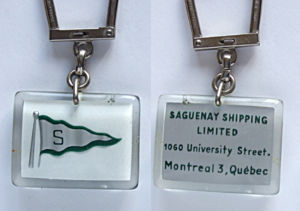 S
SAGUENAY SHIPPING
LIMITED
1060 University Street.
Montreal 3, Québec